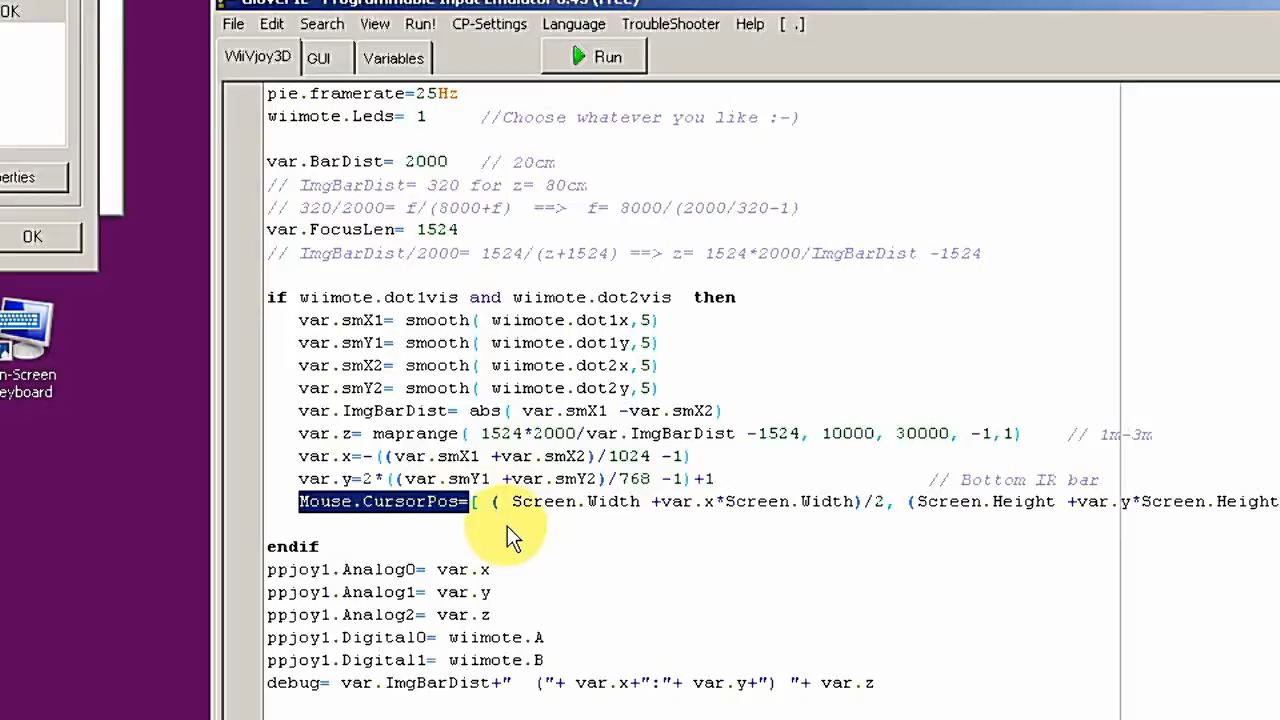 OK
GlovePIE - Programmable Input Emulator 0.43 (Free)
File Edit Search View Run! CP-Settings Language TroubleShooter Help [ .]
WiiVjoy3D GUI Variables Run
pie.framerate=25Hz
wiimote.Leds= 1 //Choose whatever you like :-)
erties
var.BarDist= 2000 // 20cm
// ImgBarDist= 320 for z= 80cm
// 320/2000= f/(8000+f) ==> f= 8000/(2000/320-1)
var.FocusLen= 1524
OK
// ImgBarDist/2000= 1524/(z+1524) ==> z= 1524*2000/ImgBarDist -1524
if wiimote.dot1vis and wiimote.dot2vis then
var.smX1= smooth( wiimote.dot1x,5)
var.smY1= smooth( wiimote.dot1y,5)
var.smX2= smooth( wiimote.dot2x,5)
var.smY2= smooth( wiimote.dot2y,5)
n-Screen
eyboard
var.ImgBarDist= abs( var.smX1 -var.smX2)
var.z= maprange( 1524*2000/var.ImgBarDist -1524, 10000, 30000, -1,1) // 1m-3m
var.x=-((var.smX1 +var.smX2)/1024 -1)
var.y=2*((var.smY1 +var.smY2)/768 -1)+1 // Bottom IR bar
Mouse.CursorPos=[ ( Screen.Width +var.x*Screen.Width)/2, (Screen.Height +var.y*Screen.Height
endif
ppjoy1.Analog0= var.x
ppjoy1.Analog1= var.y
ppjoy1.Analog2= var.z
ppjoy1.Digital0= wiimote.A
ppjoy1.Digital1= wiimote.B
debug= var.ImgBarDist+" ("+ var.x+":"+ var.y+") "+ var.z